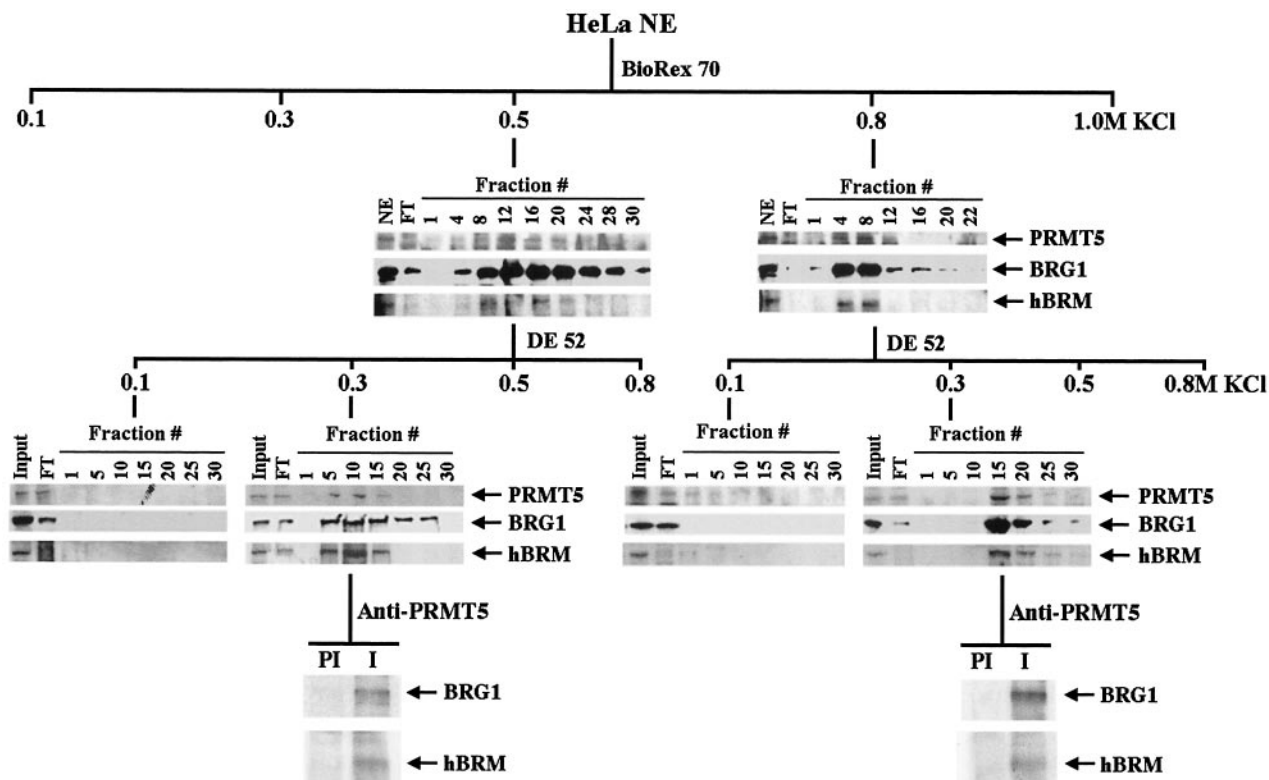 HeLa NE
BioRex 70
0.1 0.3 0.5 0.8 1.0M KCl
Fraction #
NE FT 1 4 8 12 16 20 24 28 30
Fraction #
NE FT 1 4 8 12 16 20 22
PRMT5
BRG1
hBRM
DE 52
DE 52
0.1 0.3 0.5 0.8
0.1 0.3 0.5 0.8M KCl
Fraction #
Input FT 1 5 10 15 20 25 30
Fraction #
Input FT 1 5 10 15 20 25 30
PRMT5
BRG1
hBRM
Fraction #
Input FT 1 5 10 15 20 25 30
Fraction #
Input FT 1 5 10 15 20 25 30
PRMT5
BRG1
hBRM
Anti-PRMT5
PI I
BRG1
hBRM
Anti-PRMT5
PI I
BRG1
hBRM